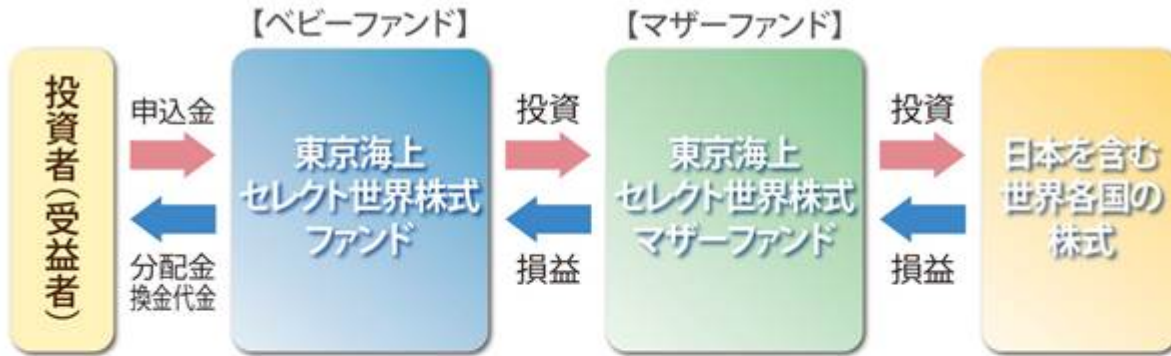 【ベビーファンド】
【マザーファンド】
投資者（受益者）
申込金
分配金
換金代金
東京海上
セレクト世界株式
ファンド
投資
損益
東京海上
セレクト世界株式
マザーファンド
投資
損益
日本を含む
世界各国の
株式